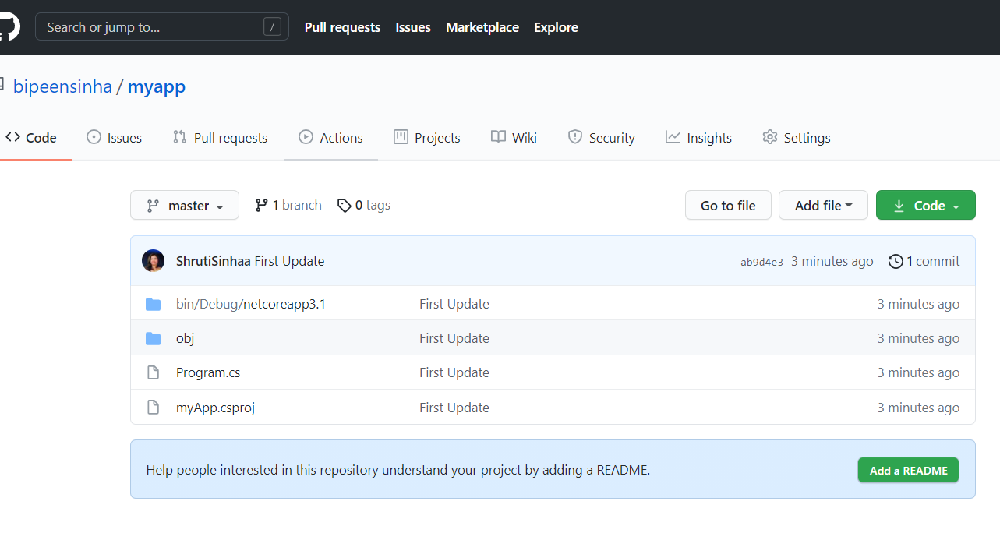 Search or jump to... / Pull requests Issues Marketplace Explore
bipeensinha / myapp
Code Issues Pull requests Actions Projects Wiki Security Insights Settings
master 1 branch 0 tags Go to file Add file Code
ShrutiSinhaa First Update ab9d4e3 3 minutes ago 1 commit
bin/Debug/netcoreapp3.1 First Update 3 minutes ago
obj First Update 3 minutes ago
Program.cs First Update 3 minutes ago
myApp.csproj First Update 3 minutes ago
Help people interested in this repository understand your project by adding a README. Add a README